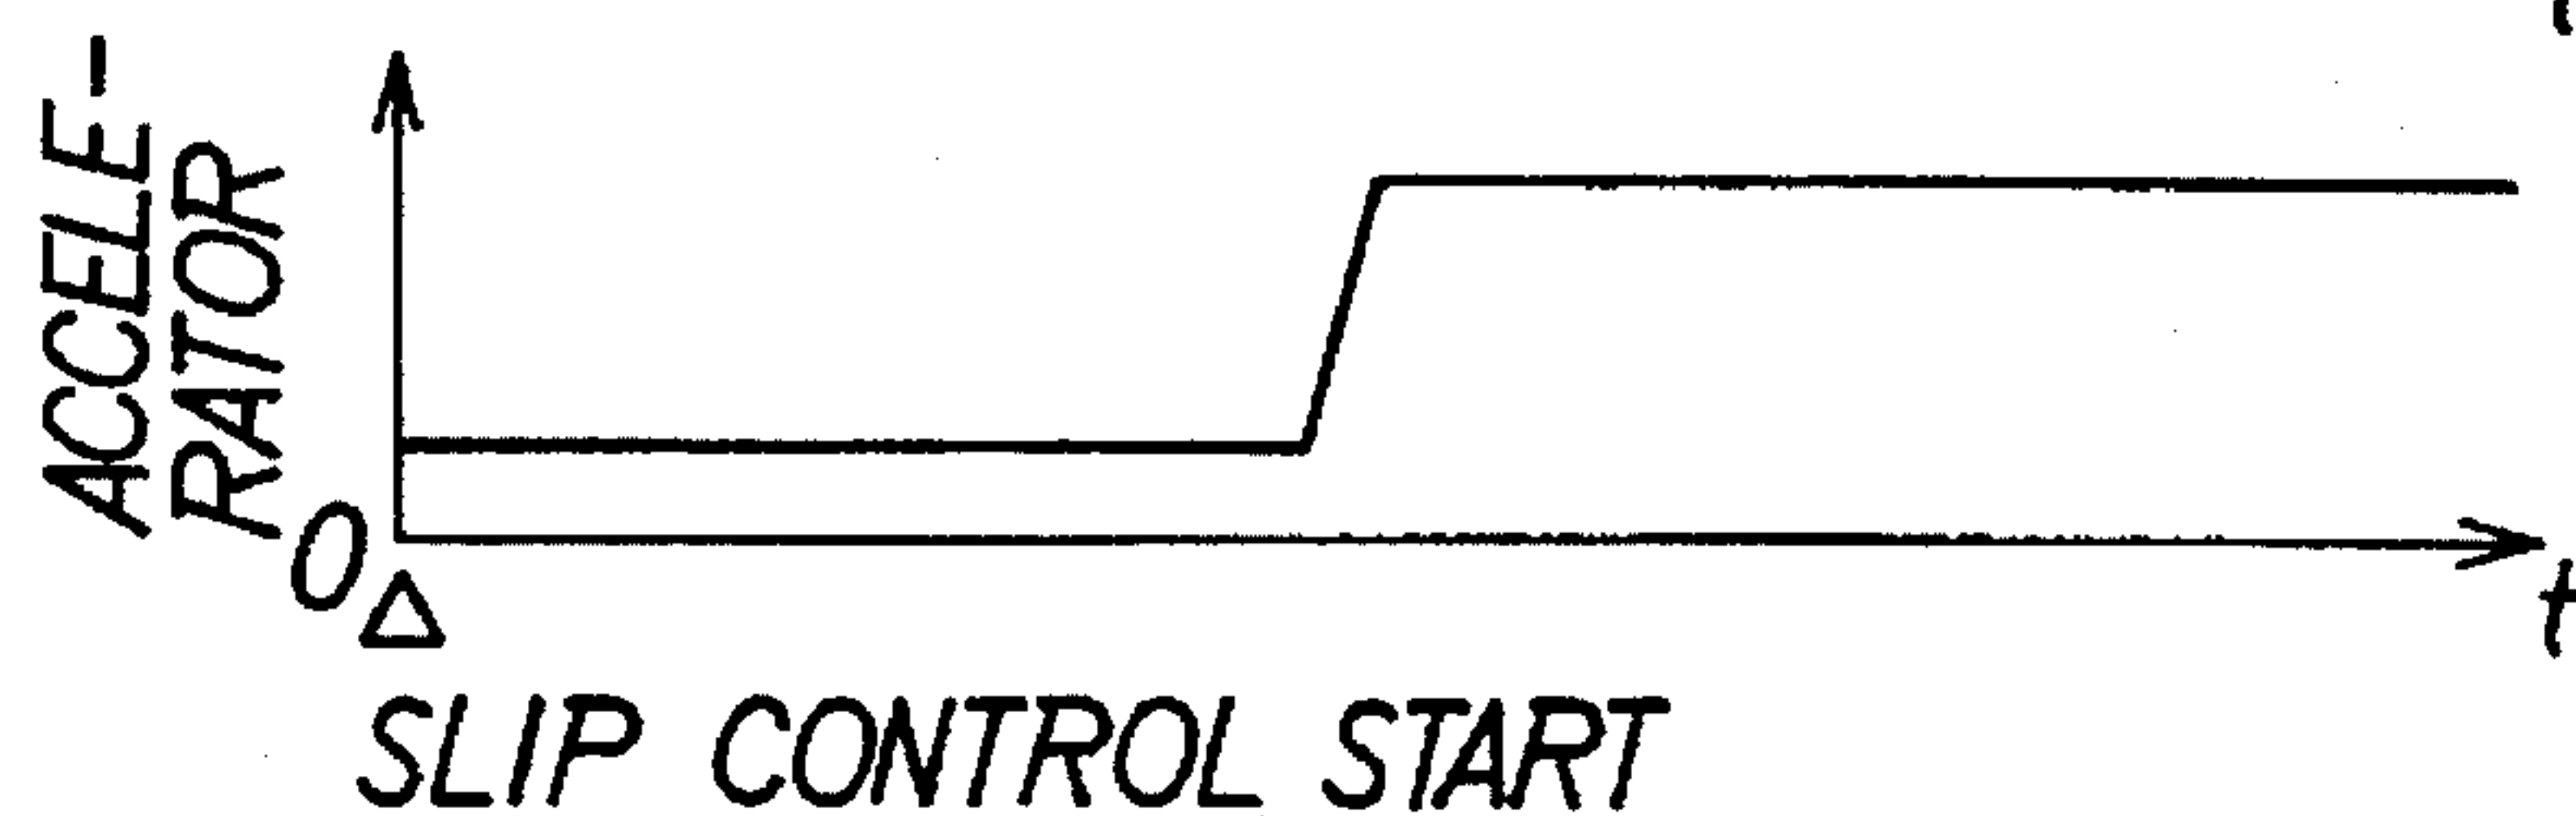 ACCELE-
RATOR
0
t
SLIP CONTROL START